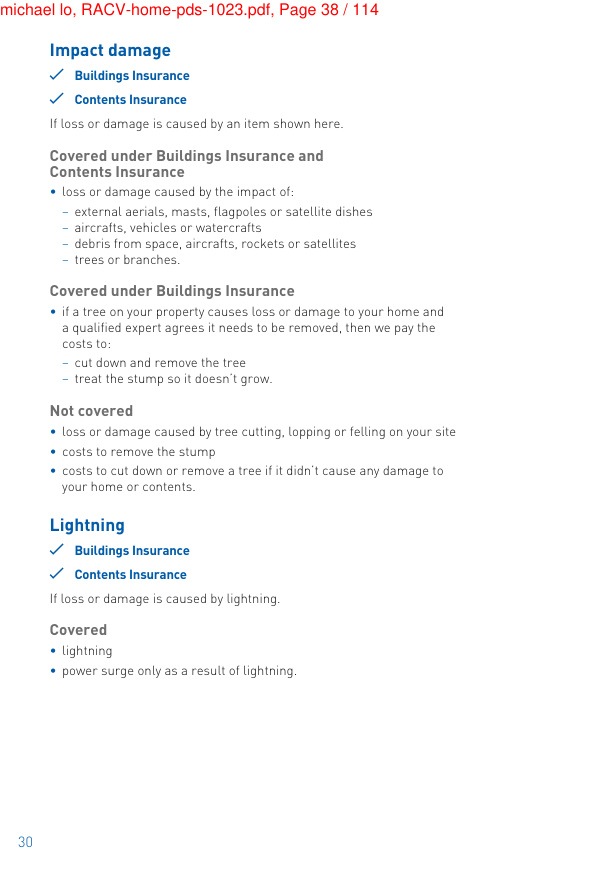 michael lo, RACV-home-pds-1023.pdf, Page 38 / 114
Impact damage
✓ Buildings Insurance
✓ Contents Insurance
If loss or damage is caused by an item shown here.
Covered under Buildings Insurance and
Contents Insurance
• loss or damage caused by the impact of:
– external aerials, masts, flagpoles or satellite dishes
– aircrafts, vehicles or watercrafts
– debris from space, aircrafts, rockets or satellites
– trees or branches.
Covered under Buildings Insurance
• if a tree on your property causes loss or damage to your home and
a qualified expert agrees it needs to be removed, then we pay the
costs to:
– cut down and remove the tree
– treat the stump so it doesn't grow.
Not covered
• loss or damage caused by tree cutting, lopping or felling on your site
• costs to remove the stump
• costs to cut down or remove a tree if it didn't cause any damage to
your home or contents.
Lightning
✓ Buildings Insurance
✓ Contents Insurance
If loss or damage is caused by lightning.
Covered
• lightning
• power surge only as a result of lightning.
30